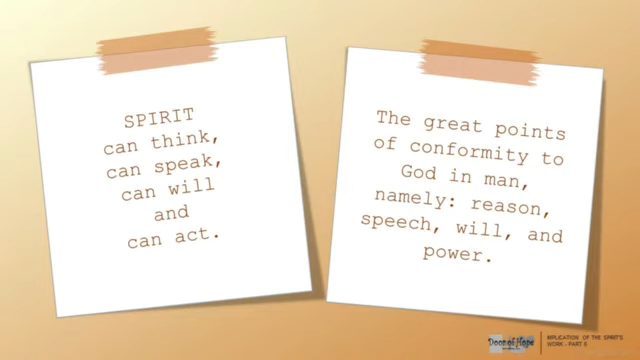 SPIRIT
can think,
can speak,
can will
and
can act.
The great points
of conformity to
God in man,
namely: reason,
speech, will, and
power.
Door of Hope
IMPLICATION OF THE SPIRIT'S
WORK - PART 6